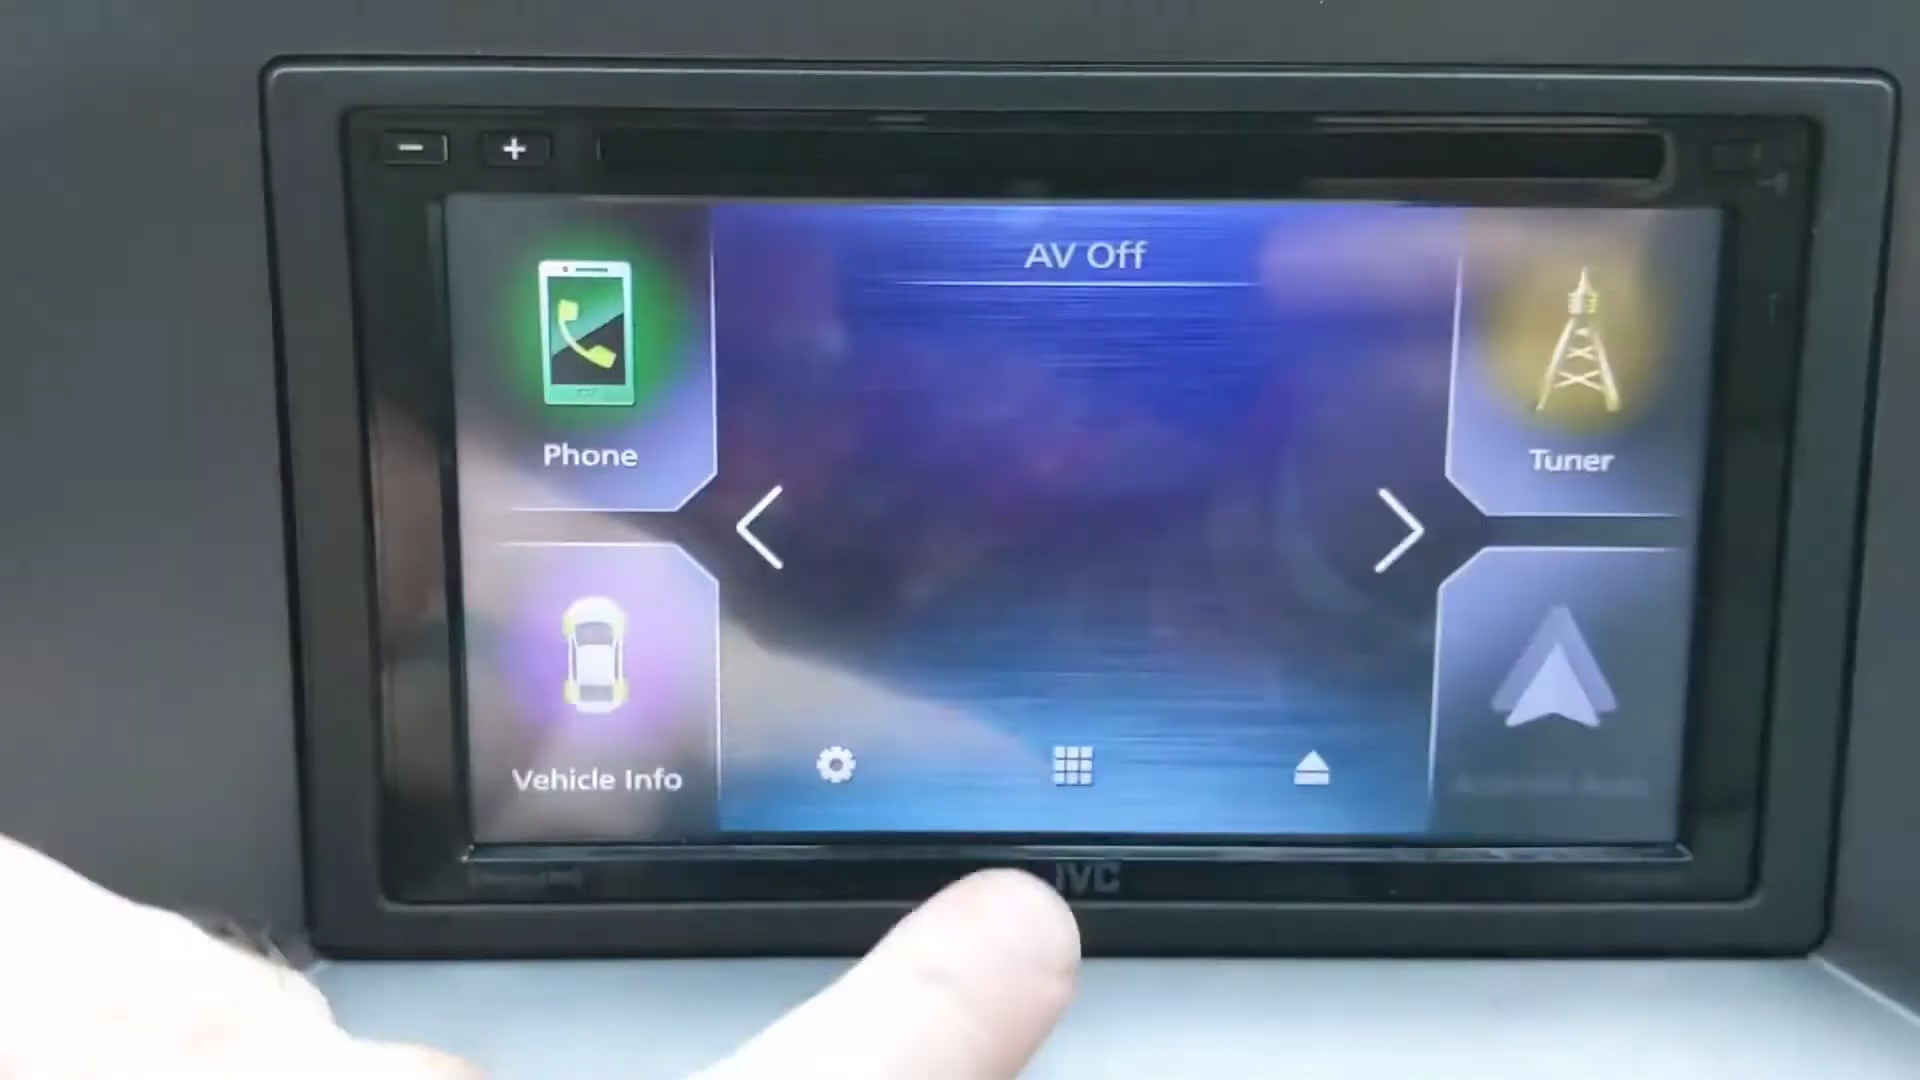 AV Off
Phone
Tuner
Vehicle Info
JVC